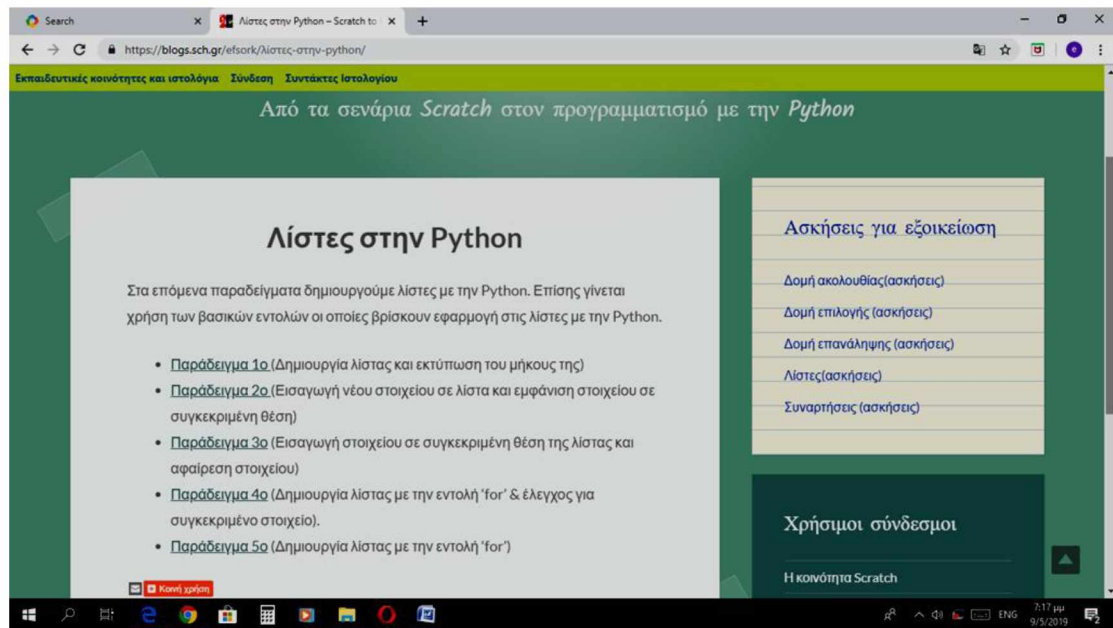 Search
Λίστες στην Python – Scratch to
https://blogs.sch.gr/efsork/λίστες-στην-python/
Εκπαιδευτικές κοινότητες και ιστολόγια Σύνδεση Συντάκτες Ιστολογίου
Από τα σενάρια Scratch στον προγραμματισμό με την Python
Λίστες στην Python
Στα επόμενα παραδείγματα δημιουργούμε λίστες με την Python. Επίσης γίνεται
χρήση των βασικών εντολών οι οποίες βρίσκουν εφαρμογή στις λίστες με την Python.
• Παράδειγμα 1ο (Δημιουργία λίστας και εκτύπωση του μήκους της)
• Παράδειγμα 2ο (Εισαγωγή νέου στοιχείου σε λίστα και εμφάνιση στοιχείου σε
συγκεκριμένη θέση)
• Παράδειγμα 3ο (Εισαγωγή στοιχείου σε συγκεκριμένη θέση της λίστας και
αφαίρεση στοιχείου)
• Παράδειγμα 4ο (Δημιουργία λίστας με την εντολή 'for' & έλεγχος για
συγκεκριμένο στοιχείο).
• Παράδειγμα 5ο (Δημιουργία λίστας με την εντολή 'for')
Κοινή χρήση
Ασκήσεις για εξοικείωση
Δομή ακολουθίας(ασκήσεις)
Δομή επιλογής (ασκήσεις)
Δομή επανάληψης (ασκήσεις)
Λίστες(ασκήσεις)
Συναρτήσεις (ασκήσεις)
Χρήσιμοι σύνδεσμοι
Η κοινότητα Scratch
ENG
7:17 μμ
9/5/2019